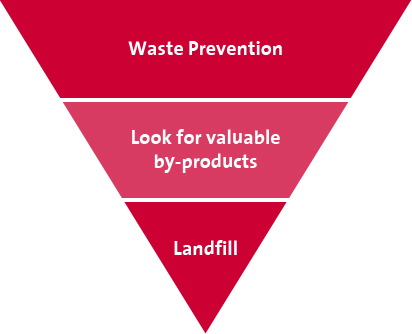 Waste Prevention
Look for valuable
by-products
Landfill